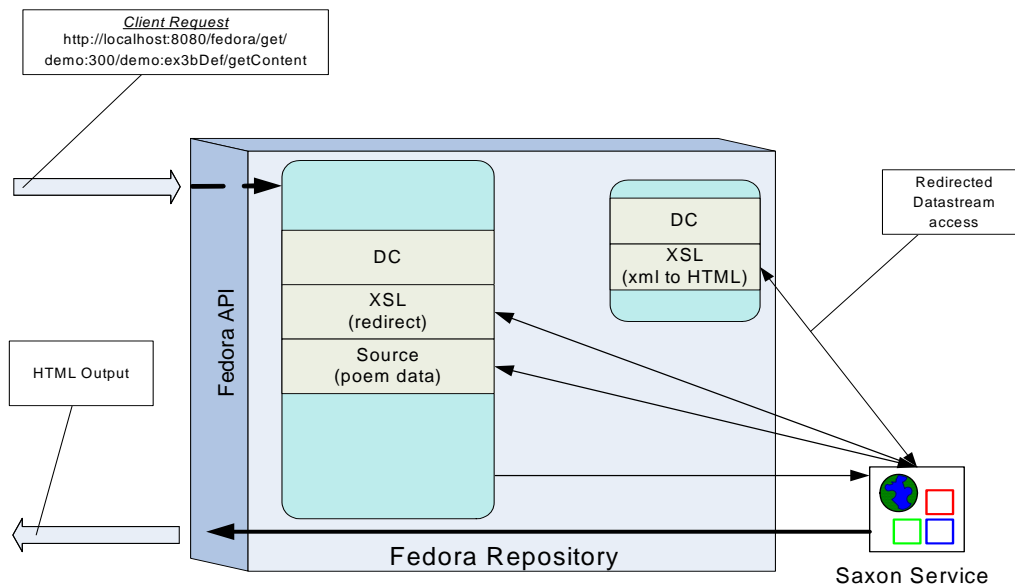 Client Request
http://localhost:8080/fedora/get/
demo:300/demo:ex3bDef/getContent
Fedora API
DC
XSL
(redirect)
Source
(poem data)
DC
XSL
(xml to HTML)
Redirected
Datastream
access
HTML Output
Fedora Repository
Saxon Service